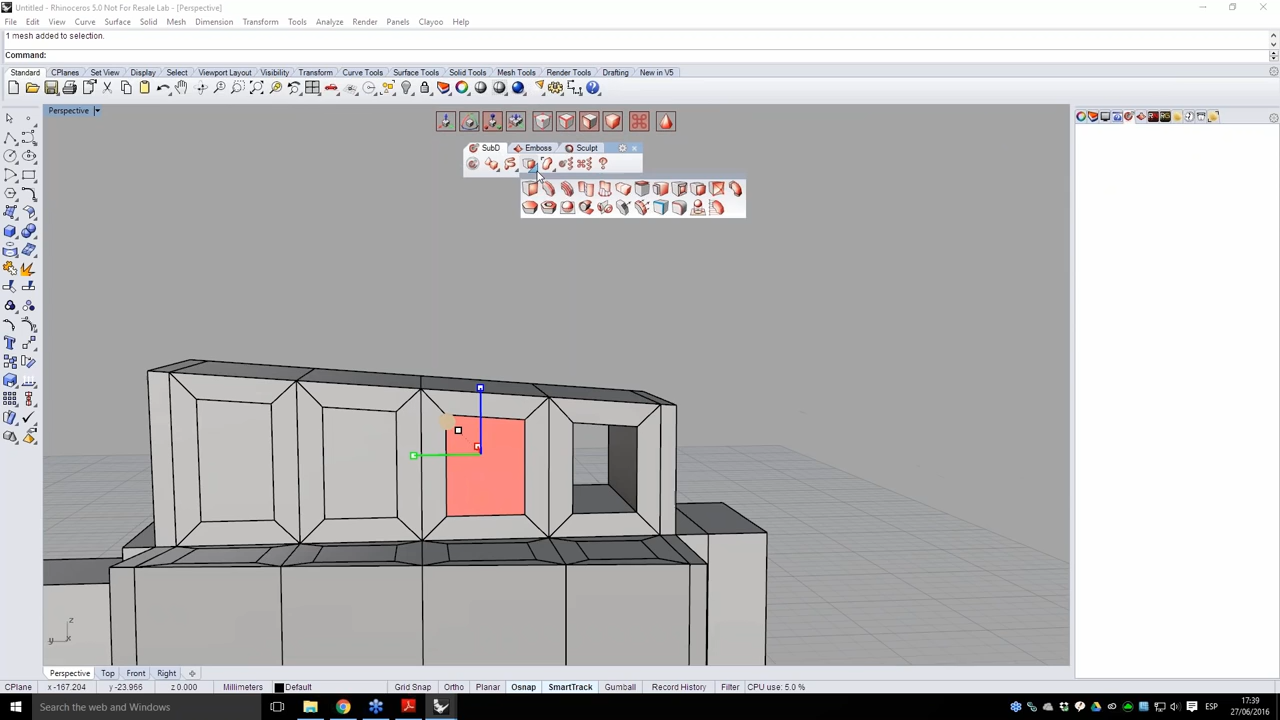 Untitled - Rhinoceros 5.0 Not For Resale Lab - [Perspective]
File Edit View Curve Surface Solid Mesh Dimension Transform Tools Analyze Render Panels Clayoo Help
1 mesh added to selection.
Command:
Standard CPlanes Set View Display Select Viewport Layout Visibility Transform Curve Tools Surface Tools Solid Tools Mesh Tools Render Tools Drafting New in V5
Perspective
SubD Emboss Sculpt
z
y x
Perspective Top Front Right
CPlane x -167.204 y -23.966 z 0.000 Millimeters Default Grid Snap Ortho Planar Osnap SmartTrack Gumball Record History Filter CPU use: 5.0 %
Search the web and Windows
ESP
17:39
27/06/2016